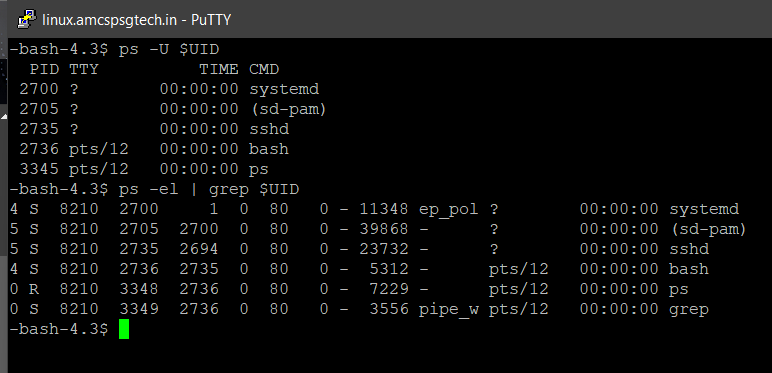 linux.amcspsgtech.in - PuTTY
-bash-4.3$ ps -U $UID
  PID TTY          TIME CMD
 2700 ?        00:00:00 systemd
 2705 ?        00:00:00 (sd-pam)
 2735 ?        00:00:00 sshd
 2736 pts/12   00:00:00 bash
 3345 pts/12   00:00:00 ps
-bash-4.3$ ps -el | grep $UID
4 S  8210  2700     1  0  80   0 - 11348 ep_pol ?        00:00:00 systemd
5 S  8210  2705  2700  0  80   0 - 39868 -      ?        00:00:00 (sd-pam)
5 S  8210  2735  2694  0  80   0 - 23732 -      ?        00:00:00 sshd
4 S  8210  2736  2735  0  80   0 -  5312 -      pts/12   00:00:00 bash
0 R  8210  3348  2736  0  80   0 -  7229 -      pts/12   00:00:00 ps
0 S  8210  3349  2736  0  80   0 -  3556 pipe_w pts/12   00:00:00 grep
-bash-4.3$